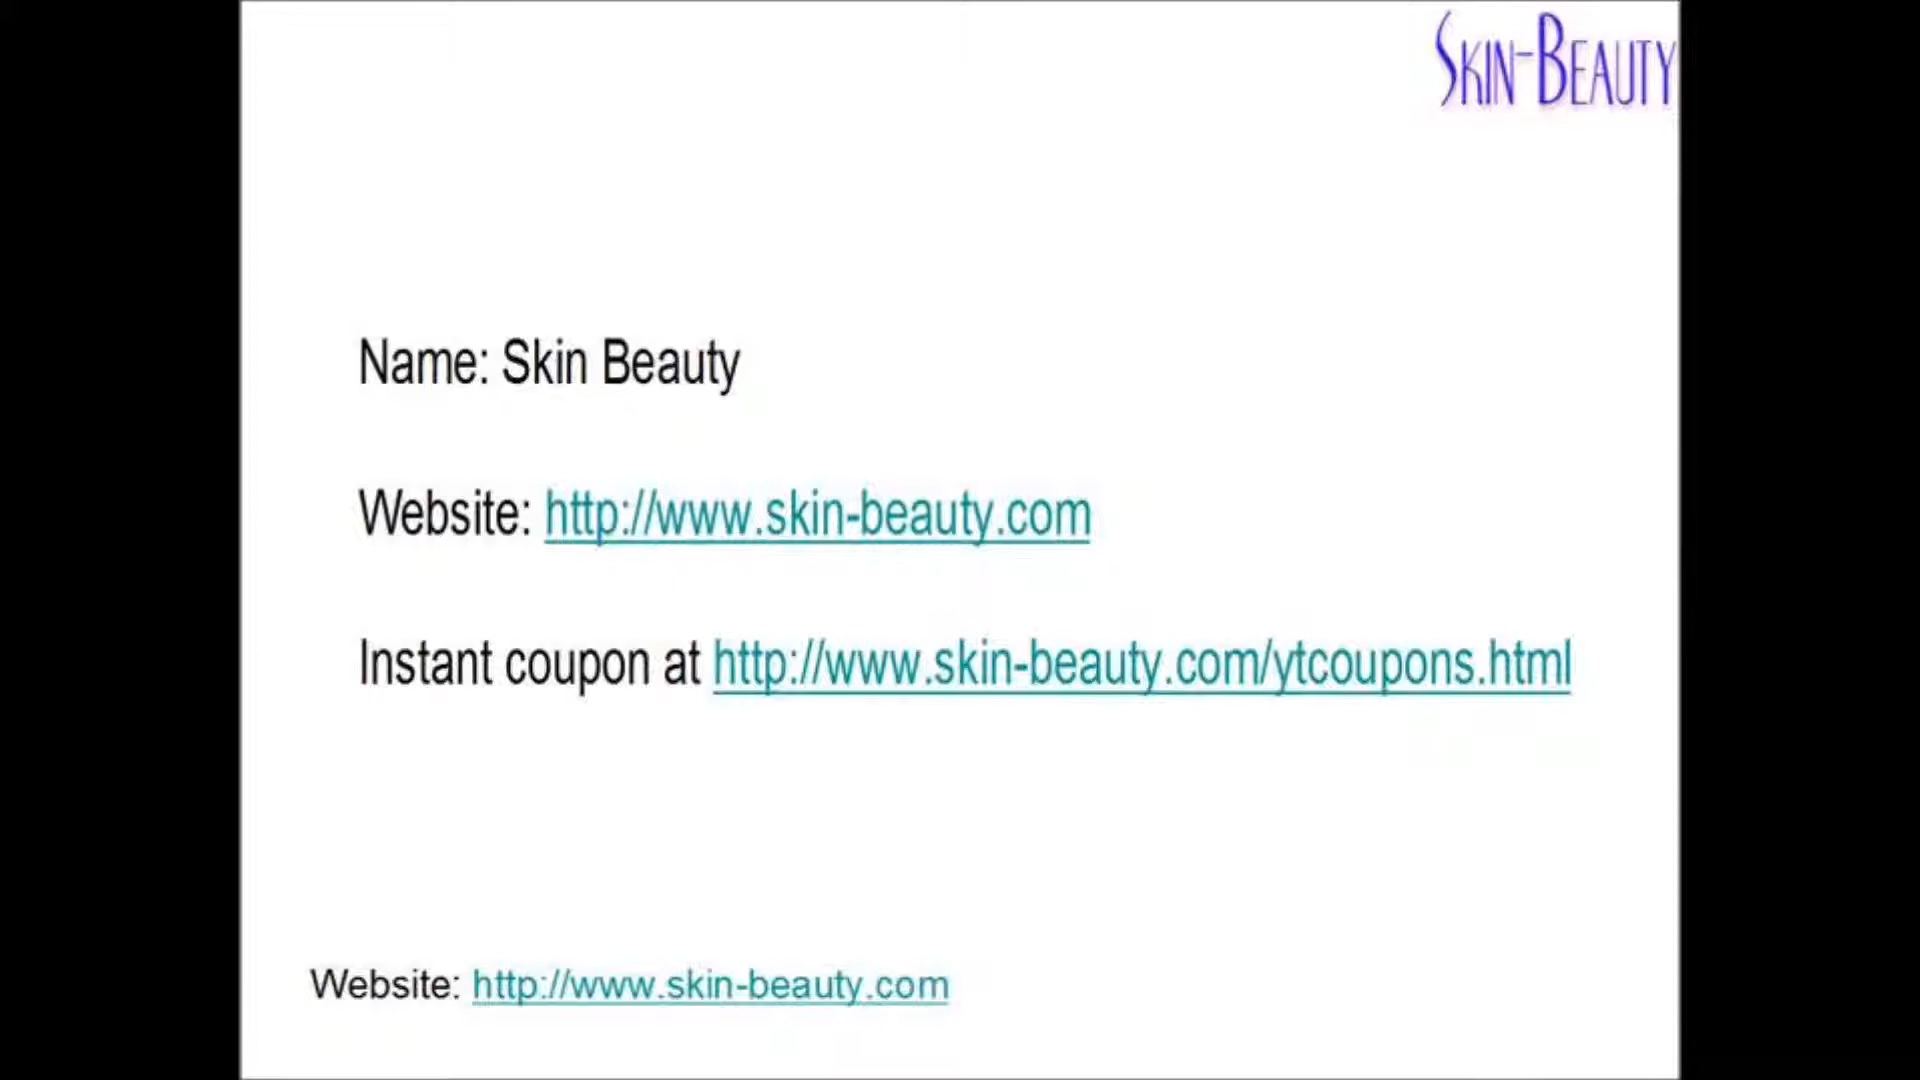 SKIN-BEAUTY
Name: Skin Beauty
Website: http://www.skin-beauty.com
Instant coupon at http://www.skin-beauty.com/ytcoupons.html
Website: http://www.skin-beauty.com